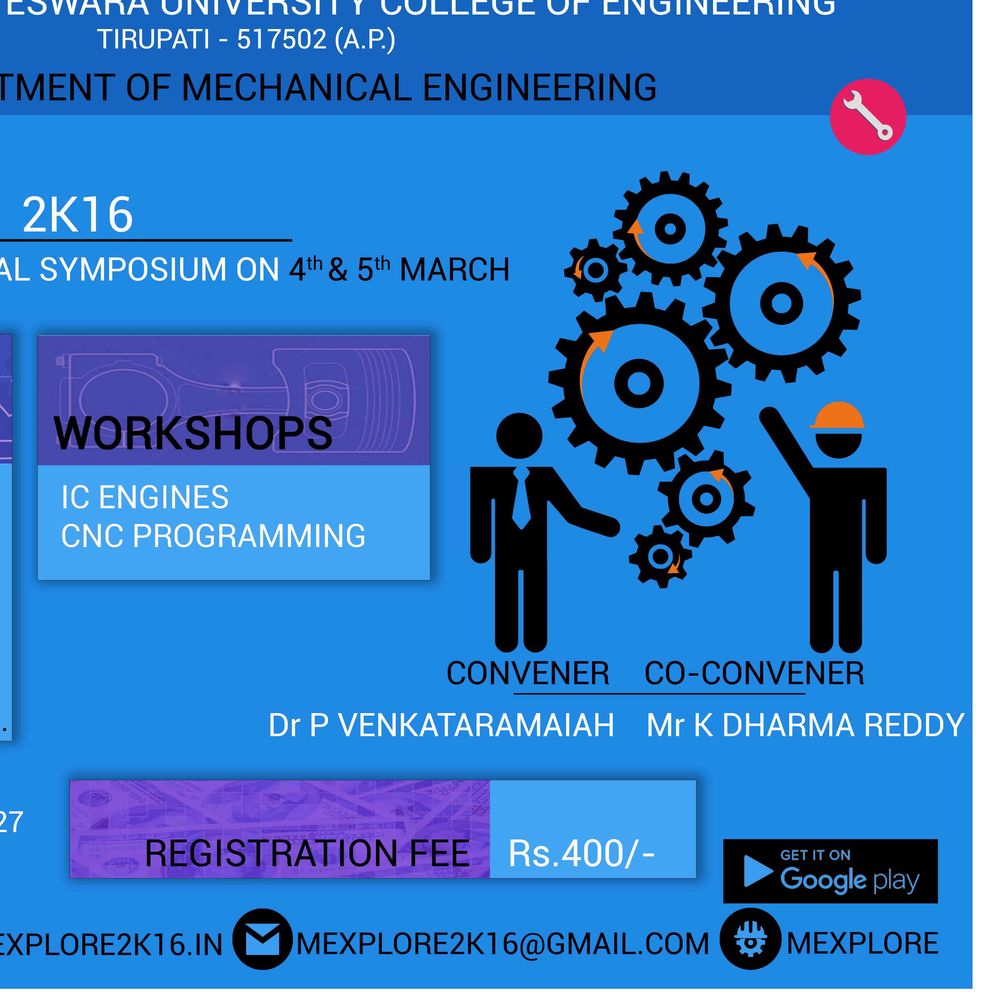 ESWARA UNIVERSITY COLLEGE OF ENGINEERING
TIRUPATI - 517502 (A.P.)
TMENT OF MECHANICAL ENGINEERING
2K16
AL SYMPOSIUM ON 4th & 5th MARCH
WORKSHOPS
IC ENGINES
CNC PROGRAMMING
CONVENER CO-CONVENER
Dr P VENKATARAMAIAH Mr K DHARMA REDDY
27
REGISTRATION FEE Rs.400/-
GET IT ON
Google play
EXPLORE2K16.IN MEXPLORE2K16@GMAIL.COM MEXPLORE